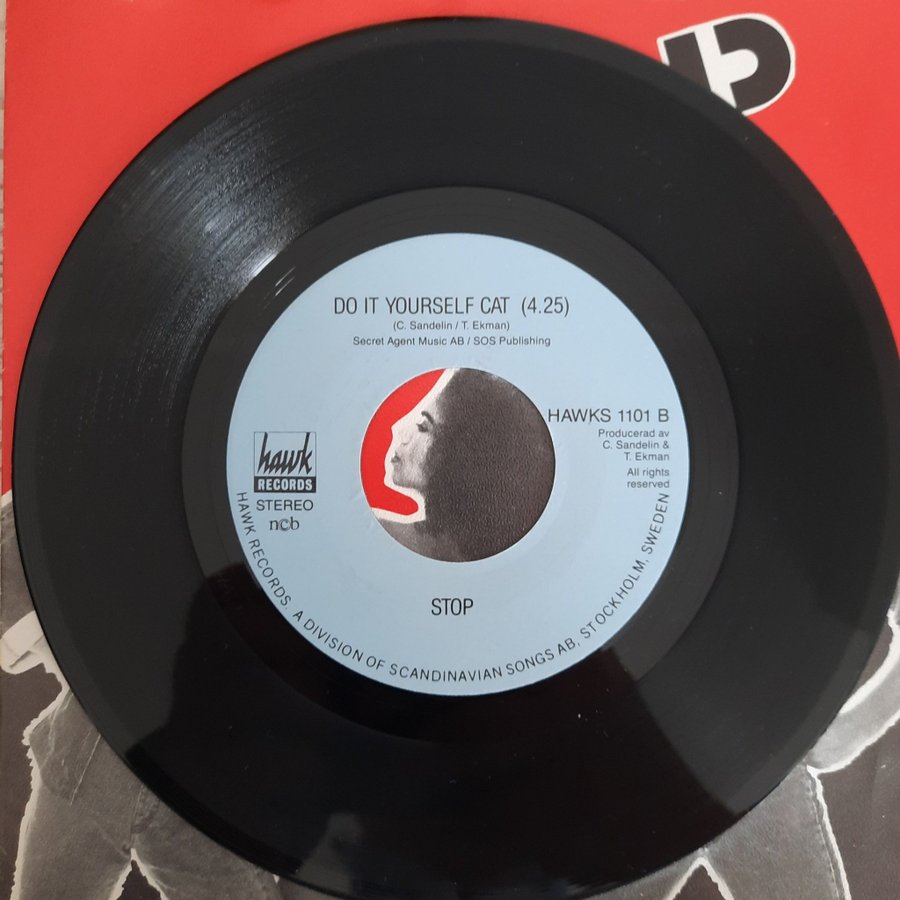 DO IT YOURSELF CAT (4.25)
(C. Sandelin / T. Ekman)
Secret Agent Music AB / SOS Publishing
HAWKS 1101 B
Producerad av
C. Sandelin &
T. Ekman
All rights
reserved
hawk
RECORDS
STEREO
ncb
STOP
HAWK RECORDS. A DIVISION OF SCANDINAVIAN SONGS AB, STOCKHOLM, SWEDEN